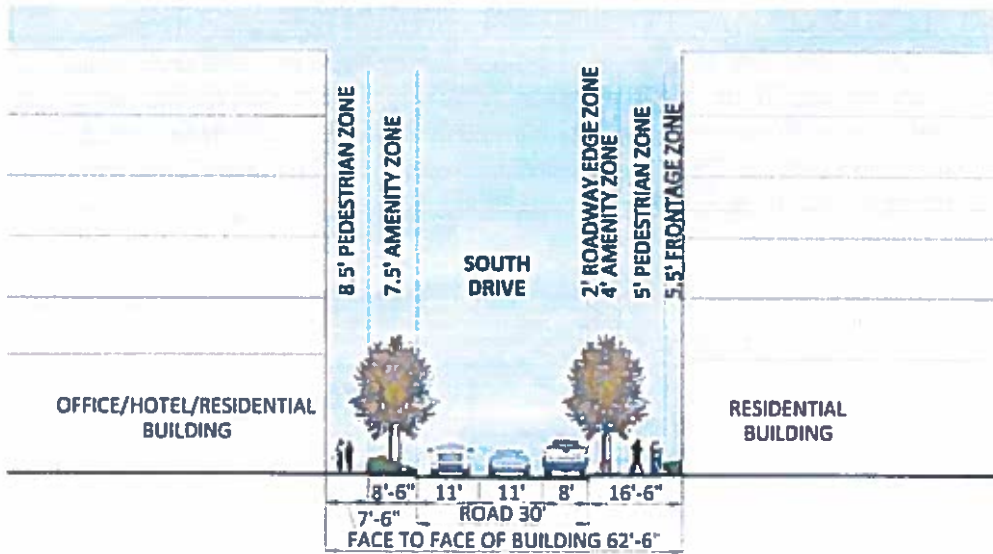 8.5' PEDESTRIAN ZONE
7.5' AMENITY ZONE
SOUTH
DRIVE
2' ROADWAY EDGE ZONE
4' AMENITY ZONE
5' PEDESTRIAN ZONE
5.5' FRONTAGE ZONE
OFFICE/HOTEL/RESIDENTIAL
BUILDING
RESIDENTIAL
BUILDING
8'-6" 11' 11' 8' 16'-6"
7'-6" ROAD 30'
FACE TO FACE OF BUILDING 62'-6"